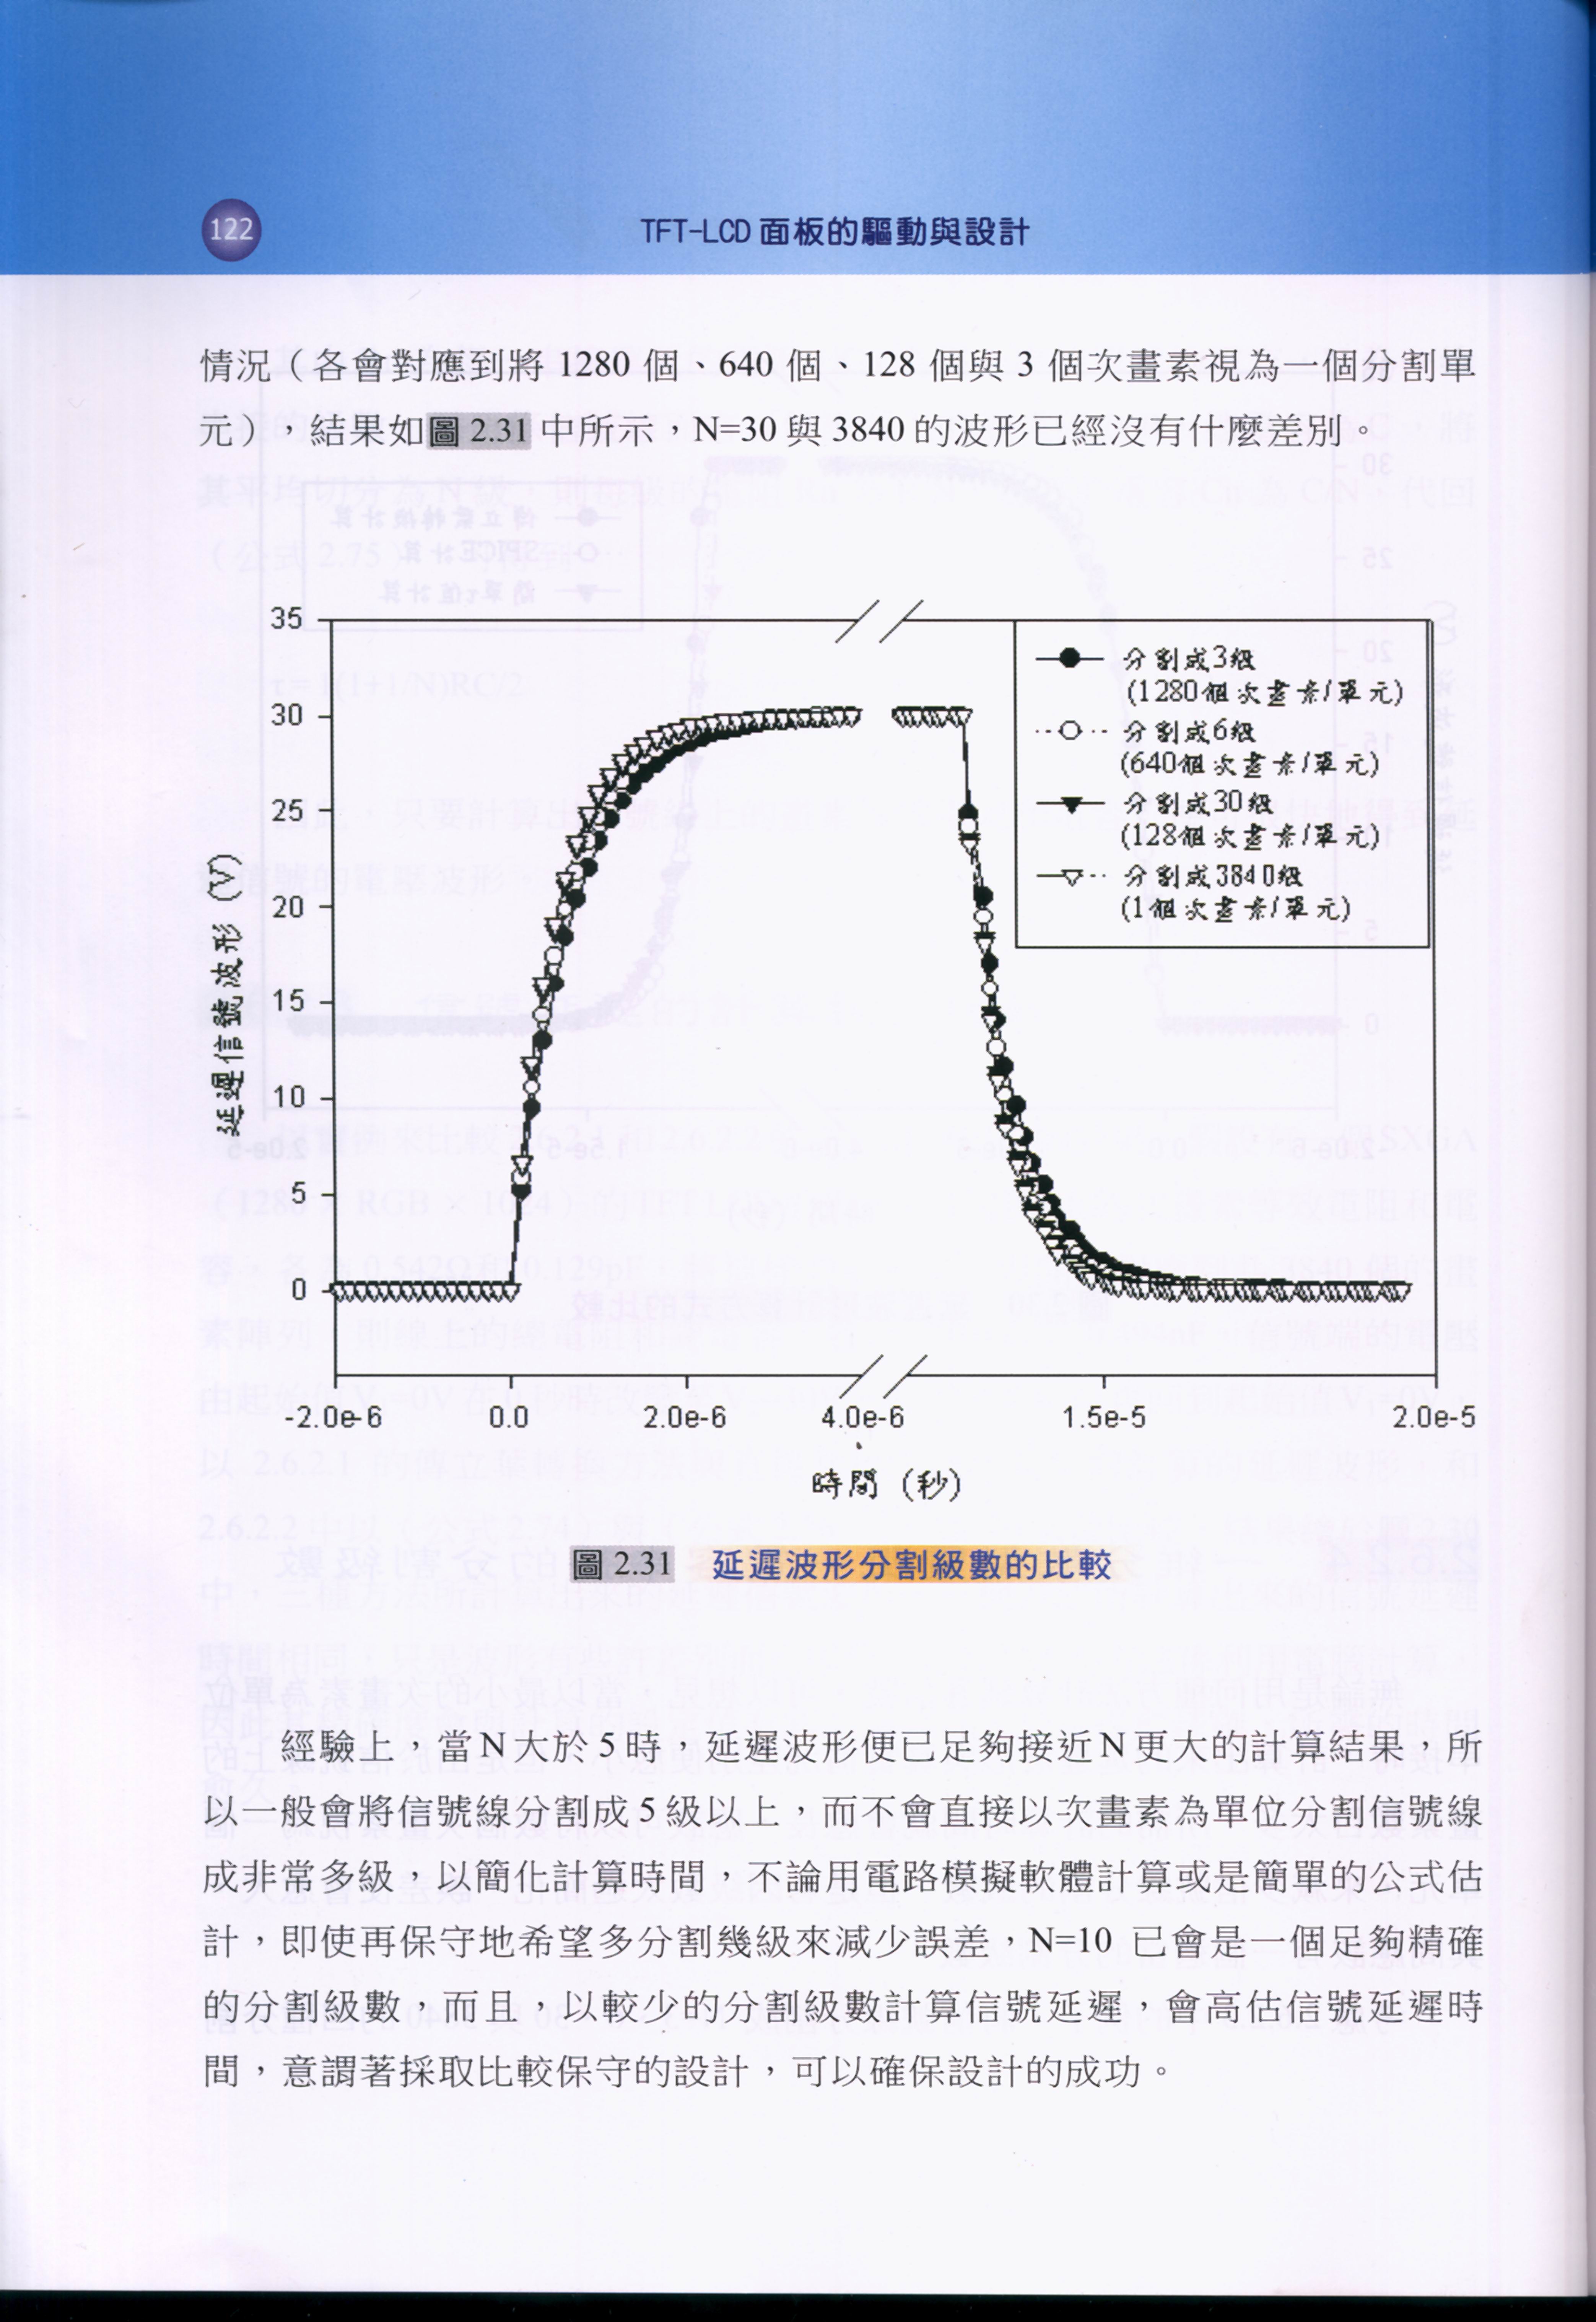 122
TFT-LCD 面板的驅動與設計
情況（各會對應到將 1280 個、640 個、128 個與 3 個次畫素視為一個分割單
元），結果如圖 2.31 中所示，N=30 與 3840 的波形已經沒有什麼差別。
35
30
25
20
15
10
5
0
延遲信號波形 (V)
分割成3級
(1280個次畫素/單元)
分割成6級
(640個次畫素/單元)
分割成30級
(128個次畫素/單元)
分割成3840級
(1個次畫素/單元)
-2.0e-6 0.0 2.0e-6 4.0e-6 1.5e-5 2.0e-5
時間 (秒)
圖 2.31 延遲波形分割級數的比較
經驗上，當 N 大於 5 時，延遲波形便已足夠接近 N 更大的計算結果，所
以一般會將信號線分割成 5 級以上，而不會直接以次畫素為單位分割信號線
成非常多級，以簡化計算時間，不論用電路模擬軟體計算或是簡單的公式估
計，即使再保守地希望多分割幾級來減少誤差，N=10 已會是一個足夠精確
的分割級數，而且，以較少的分割級數計算信號延遲，會高估信號延遲時
間，意謂著採取比較保守的設計，可以確保設計的成功。